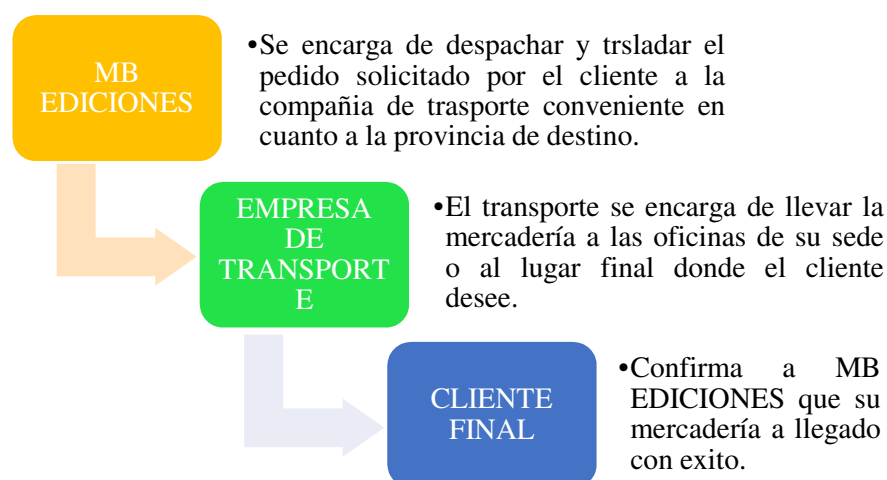 MB
EDICIONES
•Se encarga de despachar y trsladar el
pedido solicitado por el cliente a la
compañia de trasporte conveniente en
cuanto a la provincia de destino.
EMPRESA
DE
TRANSPORT
E
•El transporte se encarga de llevar la
mercadería a las oficinas de su sede
o al lugar final donde el cliente
desee.
CLIENTE
FINAL
•Confirma a MB
EDICIONES que su
mercadería a llegado
con exito.